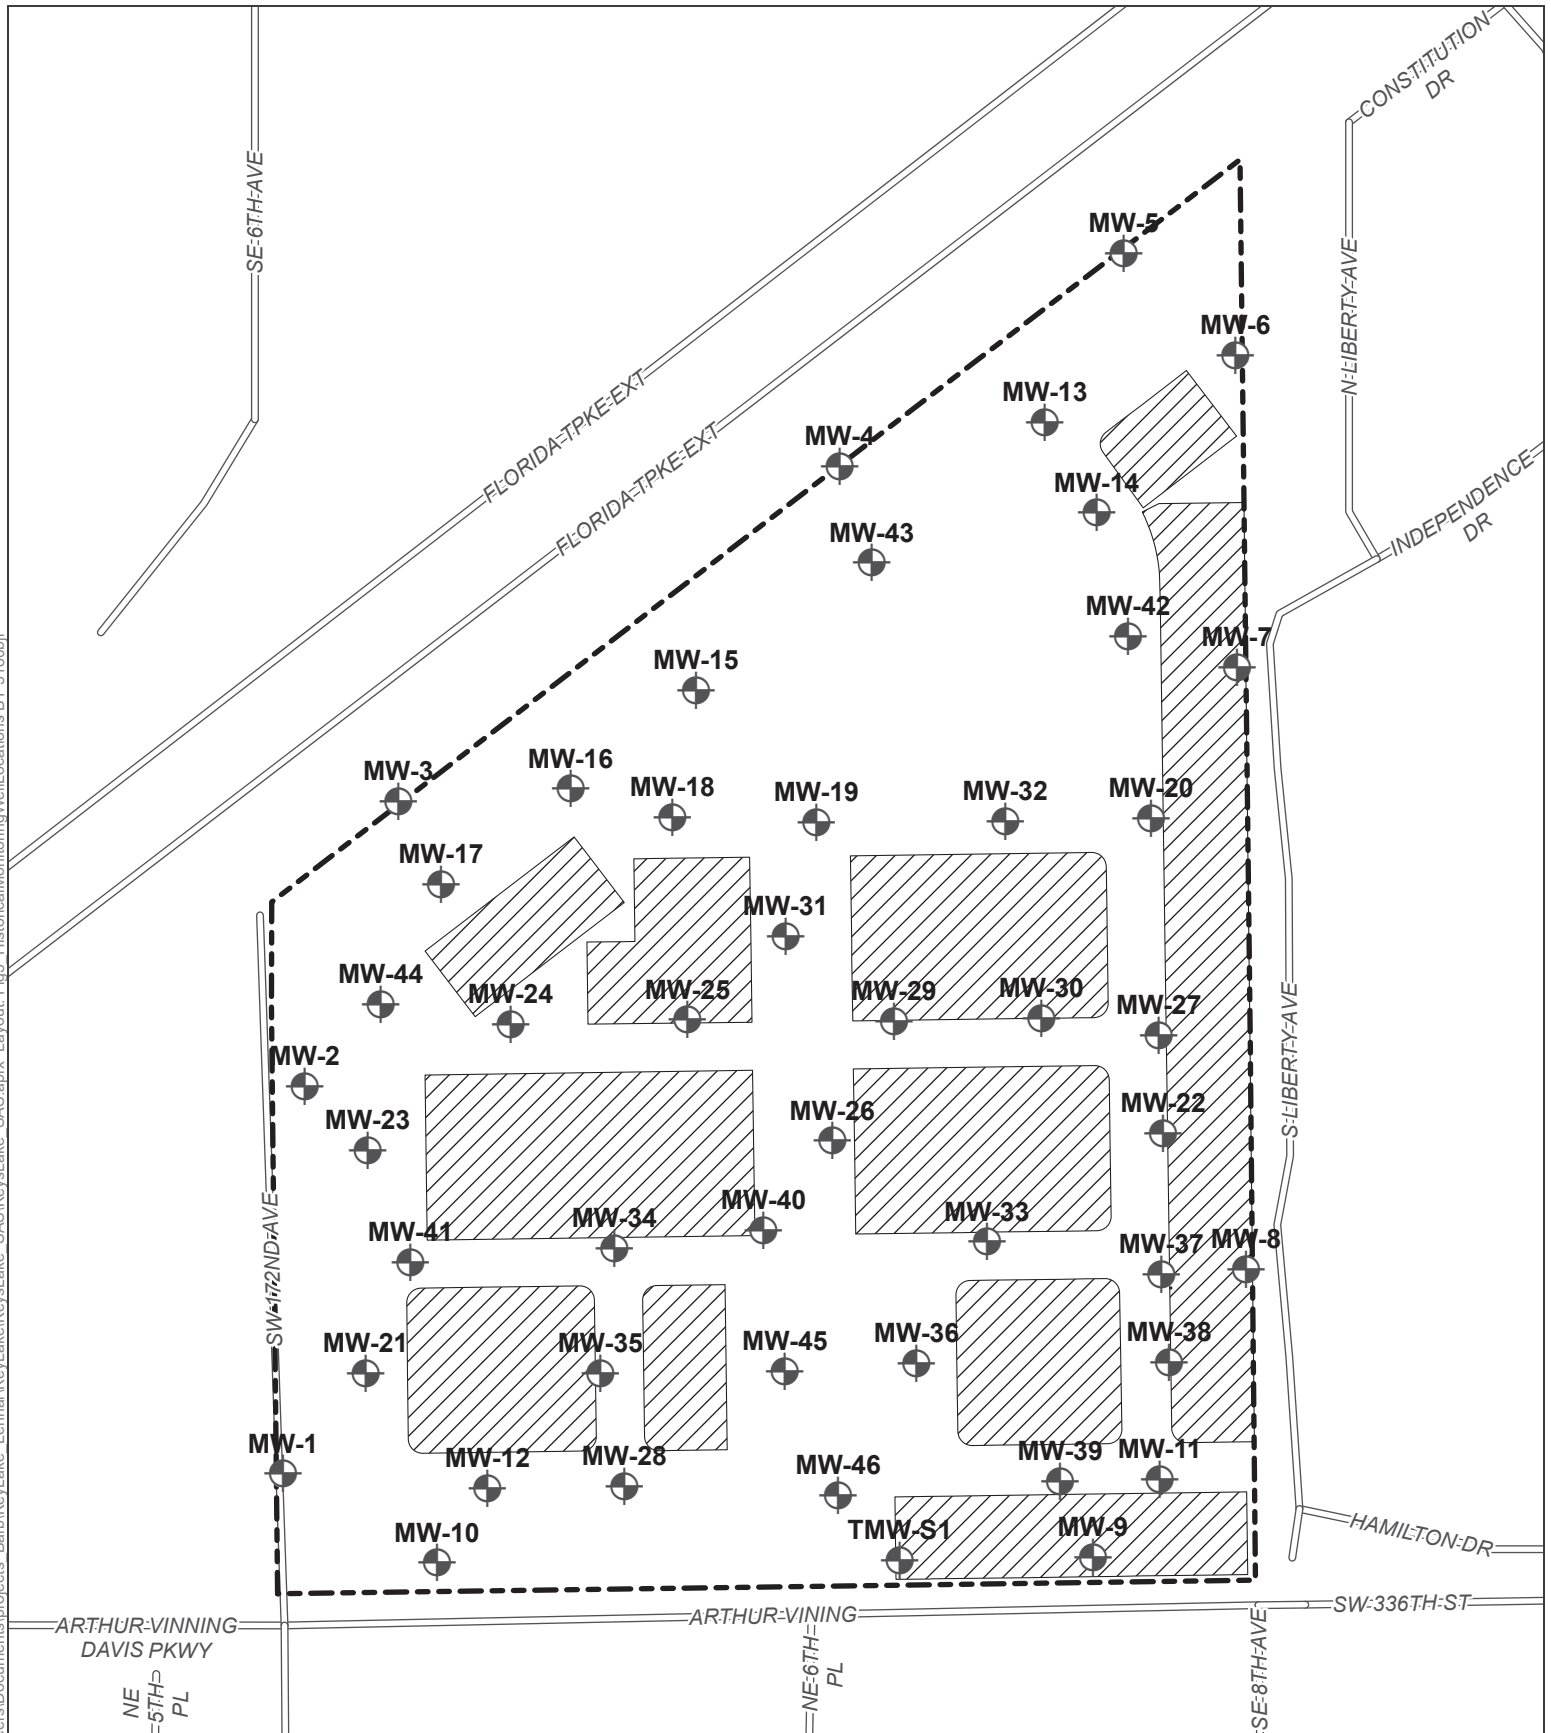 CONSTITUTION
DR
SE 6TH AVE
MW-5
N LIBERTY AVE
MW-6
FLORIDA TPKE EXT
MW-13
FLORIDA TPKE EXT
MW-4
INDEPENDENCE
DR
MW-14
MW-43
MW-42
MW-7
MW-15
MW-16
MW-3
MW-18
MW-19
MW-32
MW-20
MW-17
MW-31
MW-44
MW-24
MW-25
MW-29
MW-30
MW-27
MW-2
S LIBERTY AVE
MW-23
MW-26
MW-22
MW-40
MW-41
MW-34
MW-33
MW-37
MW-8
SW 172ND AVE
MW-21
MW-35
MW-45
MW-36
MW-38
MW-1
MW-12
MW-28
MW-46
MW-39
MW-11
MW-10
TMW-S1
MW-9
HAMILTON DR
ARTHUR VINNING
DAVIS PKWY
ARTHUR VINING
SW 336TH ST
NE
5TH
PL
NE 6TH
PL
SE 8TH AVE